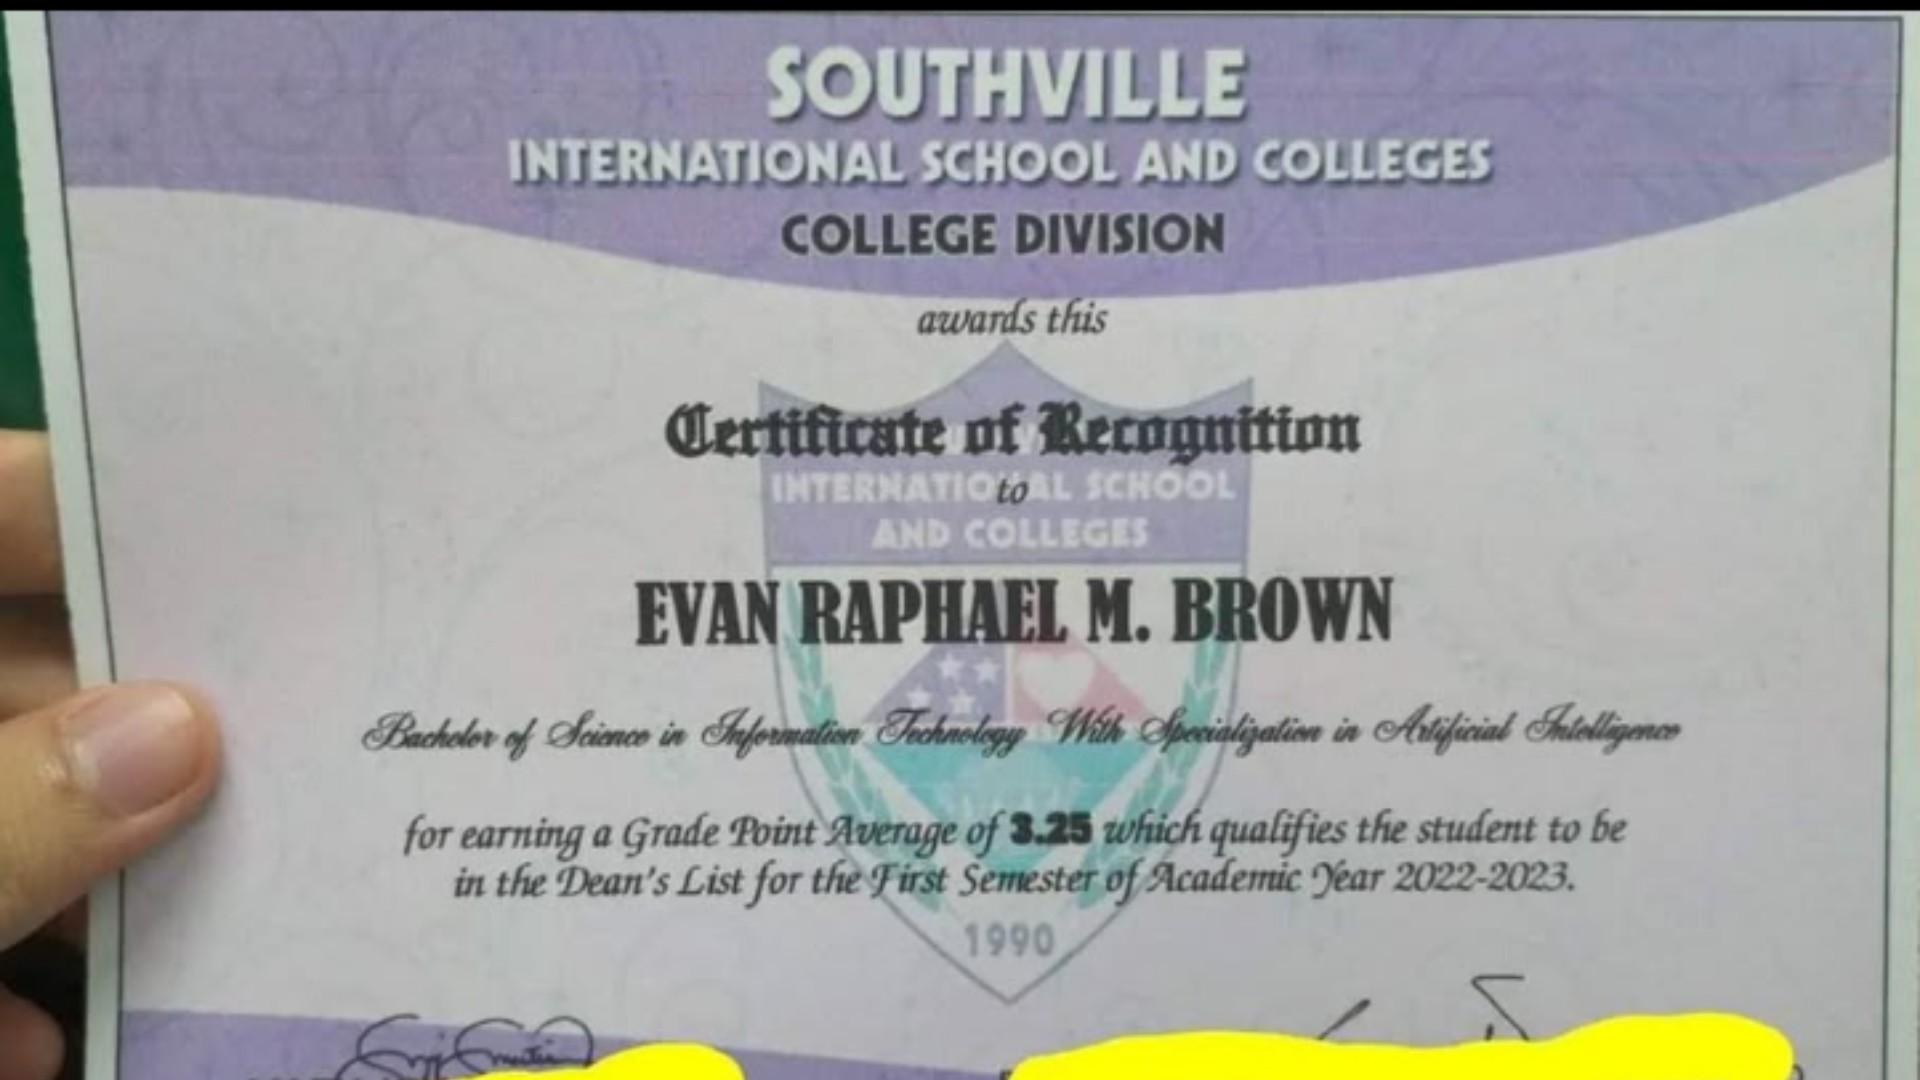 SOUTHVILLE
INTERNATIONAL SCHOOL AND COLLEGES
COLLEGE DIVISION
awards this
Certificate of Recognition
INTERNATIONAL SCHOOL
to
AND COLLEGES
EVAN RAPHAEL M. BROWN
Bachelor of Science in Information Technology With Specialization in Artificial Intelligence
for earning a Grade Point Average of 3.25 which qualifies the student to be
in the Dean's List for the First Semester of Academic Year 2022-2023.
1990